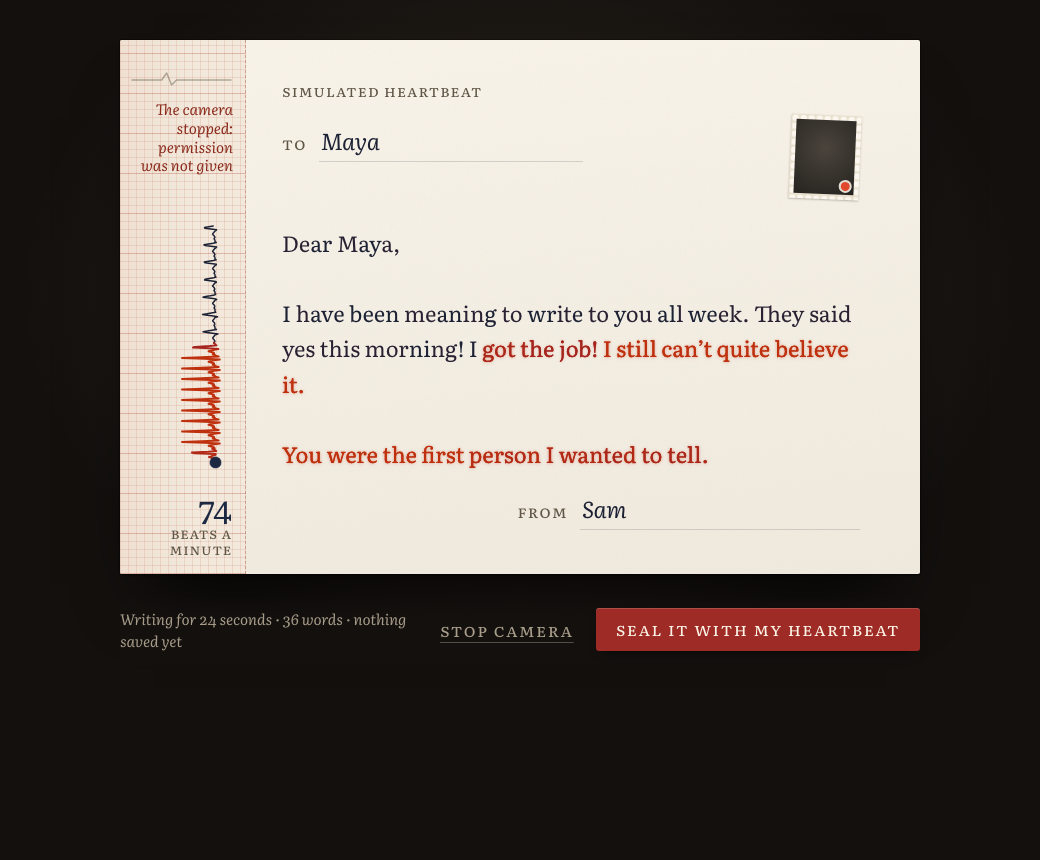 The camera
stopped:
permission
was not given
74
BEATS A
MINUTE
SIMULATED HEARTBEAT
TO Maya
Dear Maya,
I have been meaning to write to you all week. They said
yes this morning! I got the job! I still can’t quite believe
it.
You were the first person I wanted to tell.
FROM Sam
Writing for 24 seconds · 36 words · nothing
saved yet
STOP CAMERA
SEAL IT WITH MY HEARTBEAT